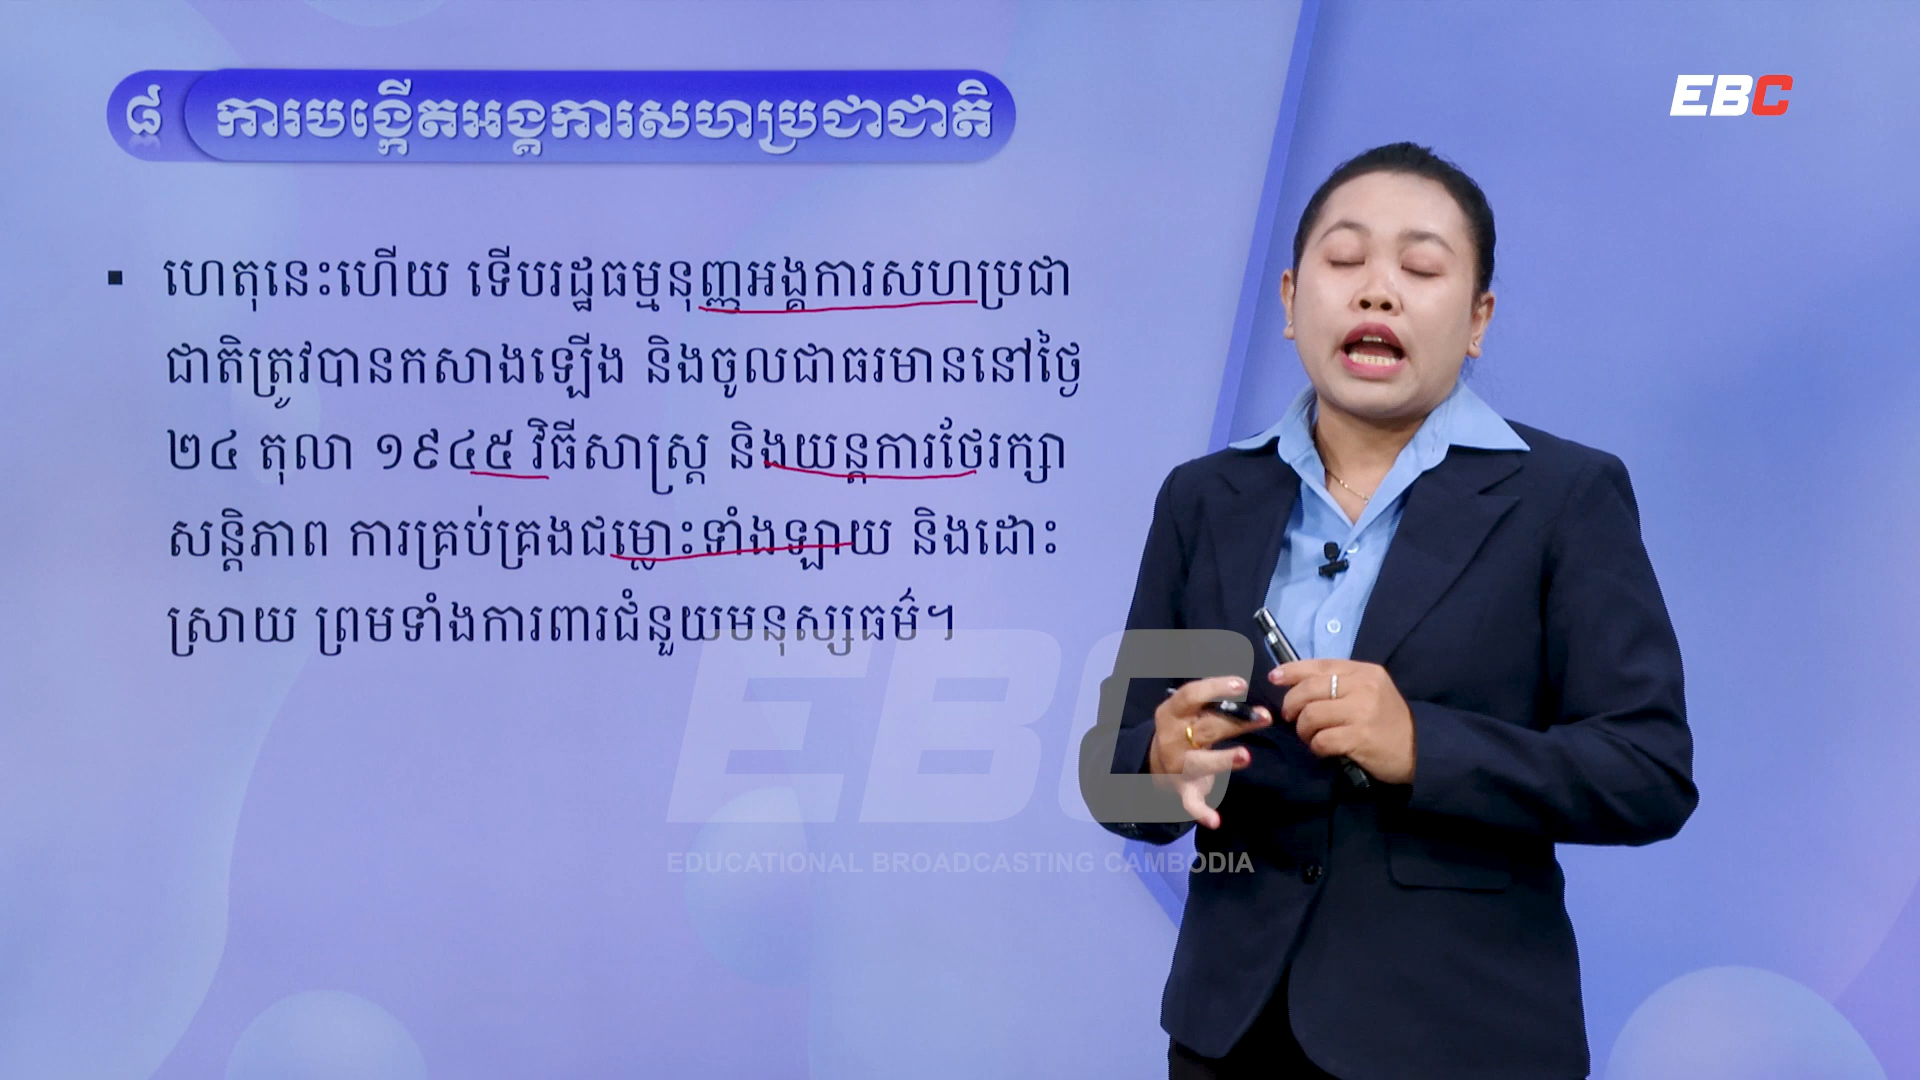 ៨ ការបង្កើតអង្គការសហប្រជាជាតិ
EBC
▪ ហេតុនេះហើយ ទើបរដ្ឋធម្មនុញ្ញអង្គការសហប្រជា
ជាតិត្រូវបានកសាងឡើង និងចូលជាធរមាននៅថ្ងៃ
២៤ តុលា ១៩៤៥ វិធីសាស្ត្រ និងយន្តការថែរក្សា
សន្តិភាព ការគ្រប់គ្រងជម្លោះទាំងឡាយ និងដោះ
ស្រាយ ព្រមទាំងការពារជំនួយមនុស្សធម៌។
EBC
EDUCATIONAL BROADCASTING CAMBODIA